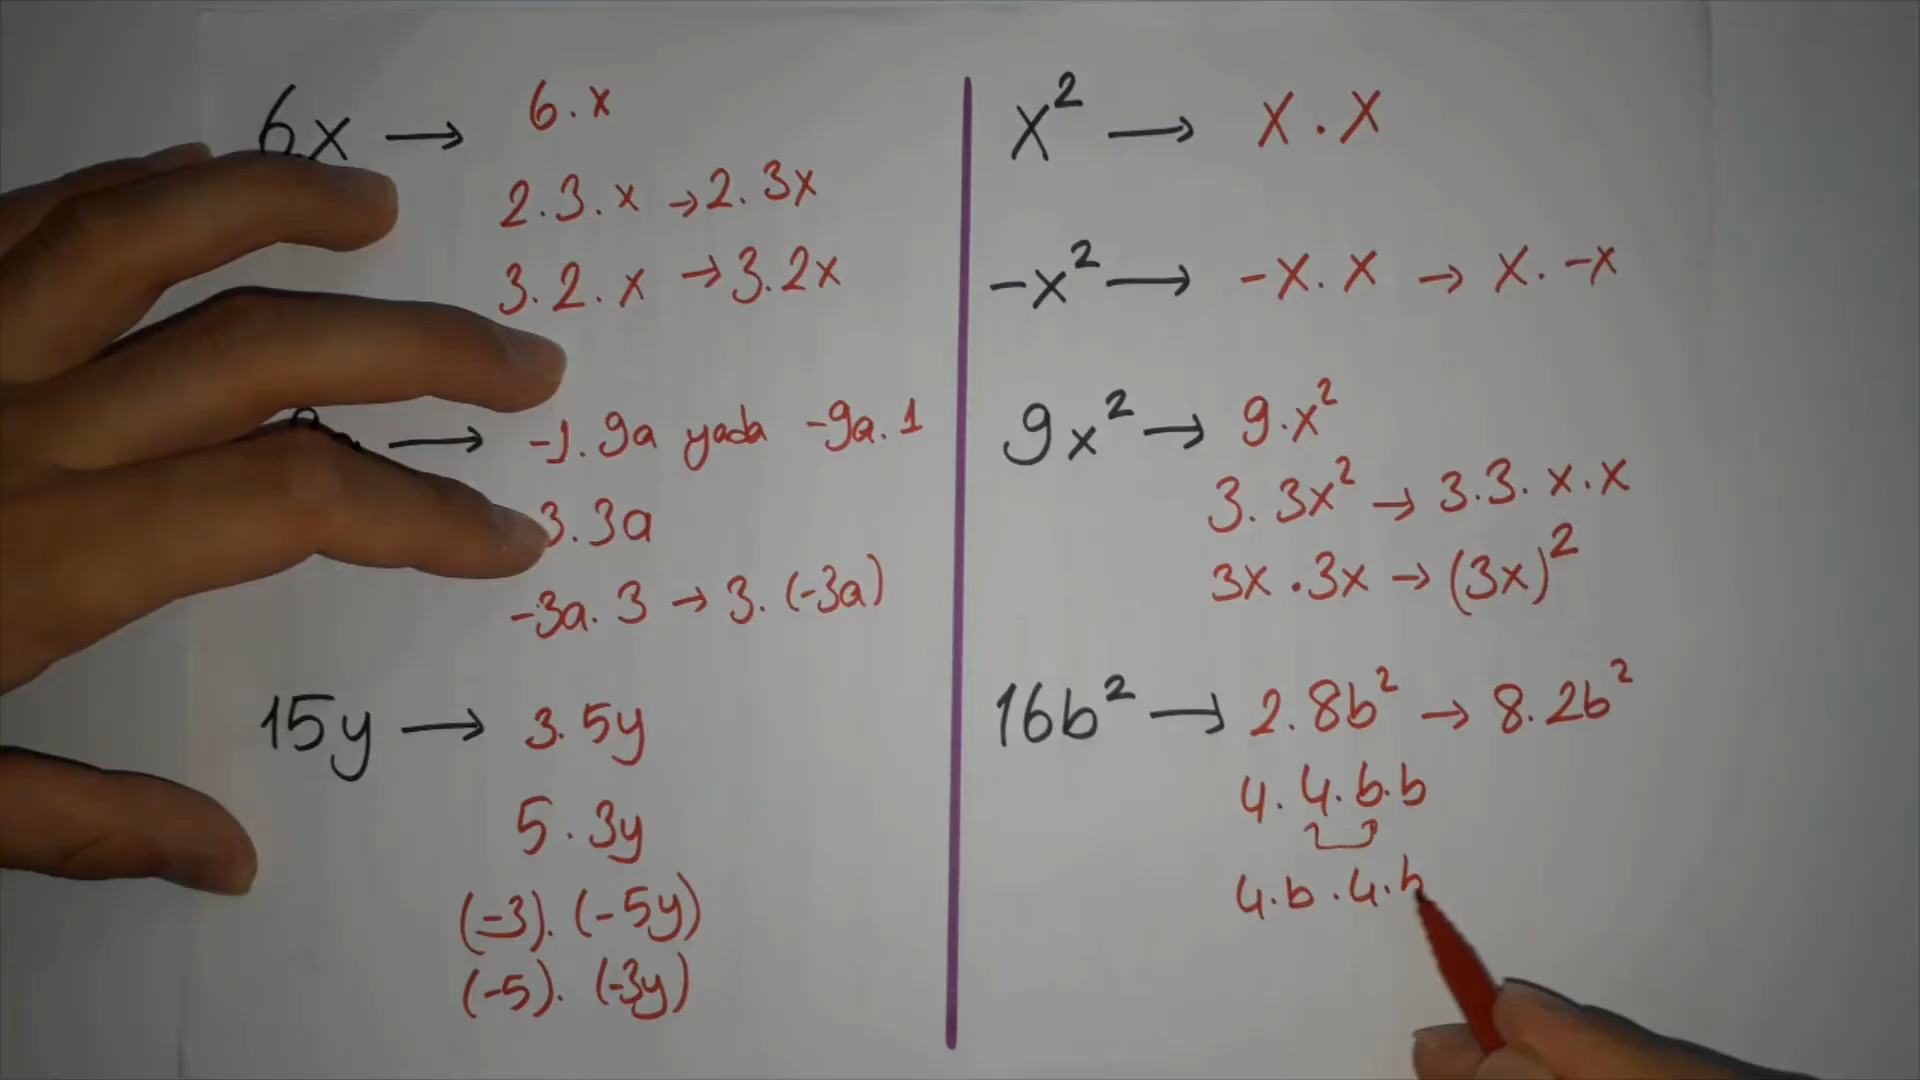 6x → 6.x
2.3.x → 2.3x
3.2.x → 3.2x
→ -1.9a yada -9a.1
3.3a
-3a.3 → 3.(-3a)
15y → 3.5y
5.3y
(-3).(-5y)
(-5).(-3y)
x² → x.x
-x² → -x.x → x.-x
9x² → 9.x²
3.3x² → 3.3.x.x
3x.3x → (3x)²
16b² → 2.8b² → 8.2b²
4.4.b.b
4.b.4.b